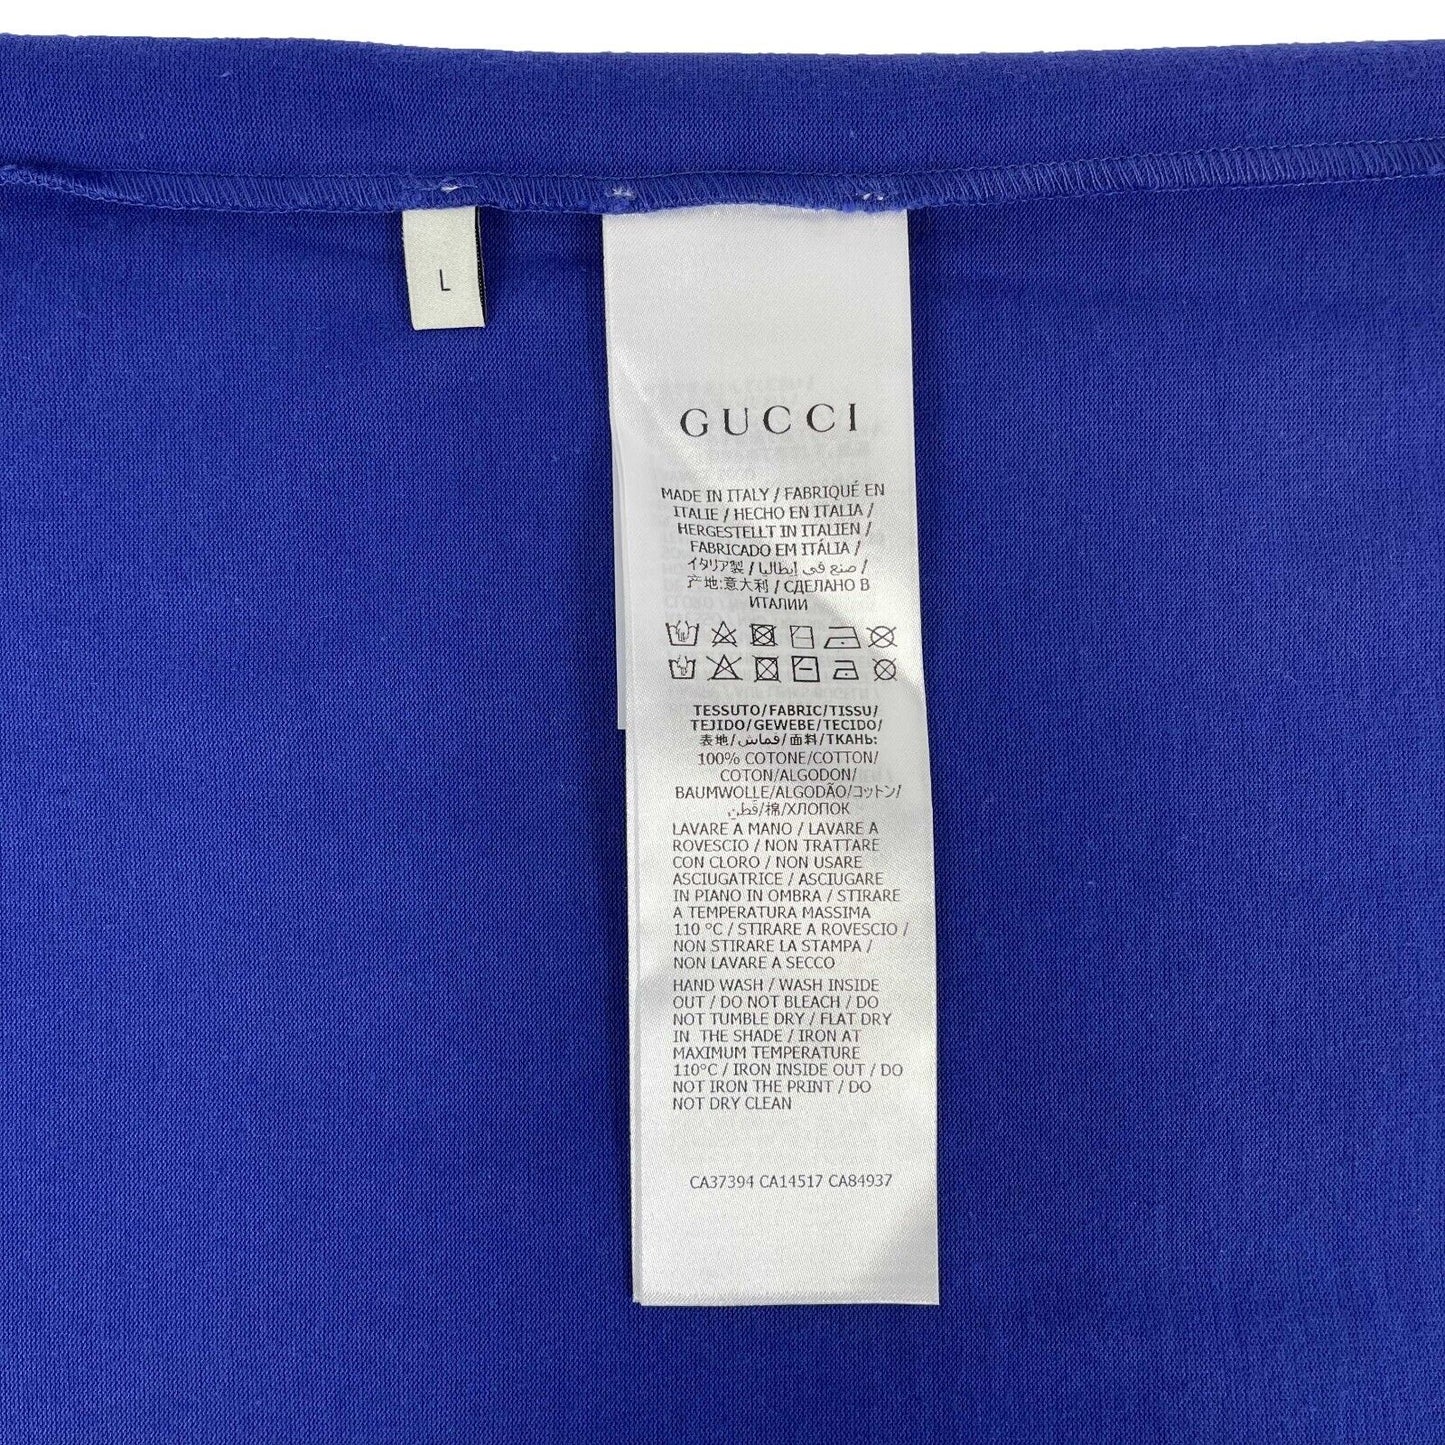 L
GUCCI
MADE IN ITALY / FABRIQUÉ EN
ITALIE / HECHO EN ITALIA /
HERGESTELLT IN ITALIEN /
FABRICADO EM ITÁLIA /
イタリア製 / صنع في إيطاليا /
产地:意大利 / СДЕЛАНО В
ИТАЛИИ
TESSUTO/FABRIC/TISSU/
TEJIDO/GEWEBE/TECIDO/
表地/قماش/面料/ТКАНЬ:
100% COTONE/COTTON/
COTON/ALGODON/
BAUMWOLLE/ALGODÃO/コットン/
قطن/棉/ХЛОПОК
LAVARE A MANO / LAVARE A
ROVESCIO / NON TRATTARE
CON CLORO / NON USARE
ASCIUGATRICE / ASCIUGARE
IN PIANO IN OMBRA / STIRARE
A TEMPERATURA MASSIMA
110 °C / STIRARE A ROVESCIO /
NON STIRARE LA STAMPA /
NON LAVARE A SECCO
HAND WASH / WASH INSIDE
OUT / DO NOT BLEACH / DO
NOT TUMBLE DRY / FLAT DRY
IN THE SHADE / IRON AT
MAXIMUM TEMPERATURE
110°C / IRON INSIDE OUT / DO
NOT IRON THE PRINT / DO
NOT DRY CLEAN
CA37394 CA14517 CA84937